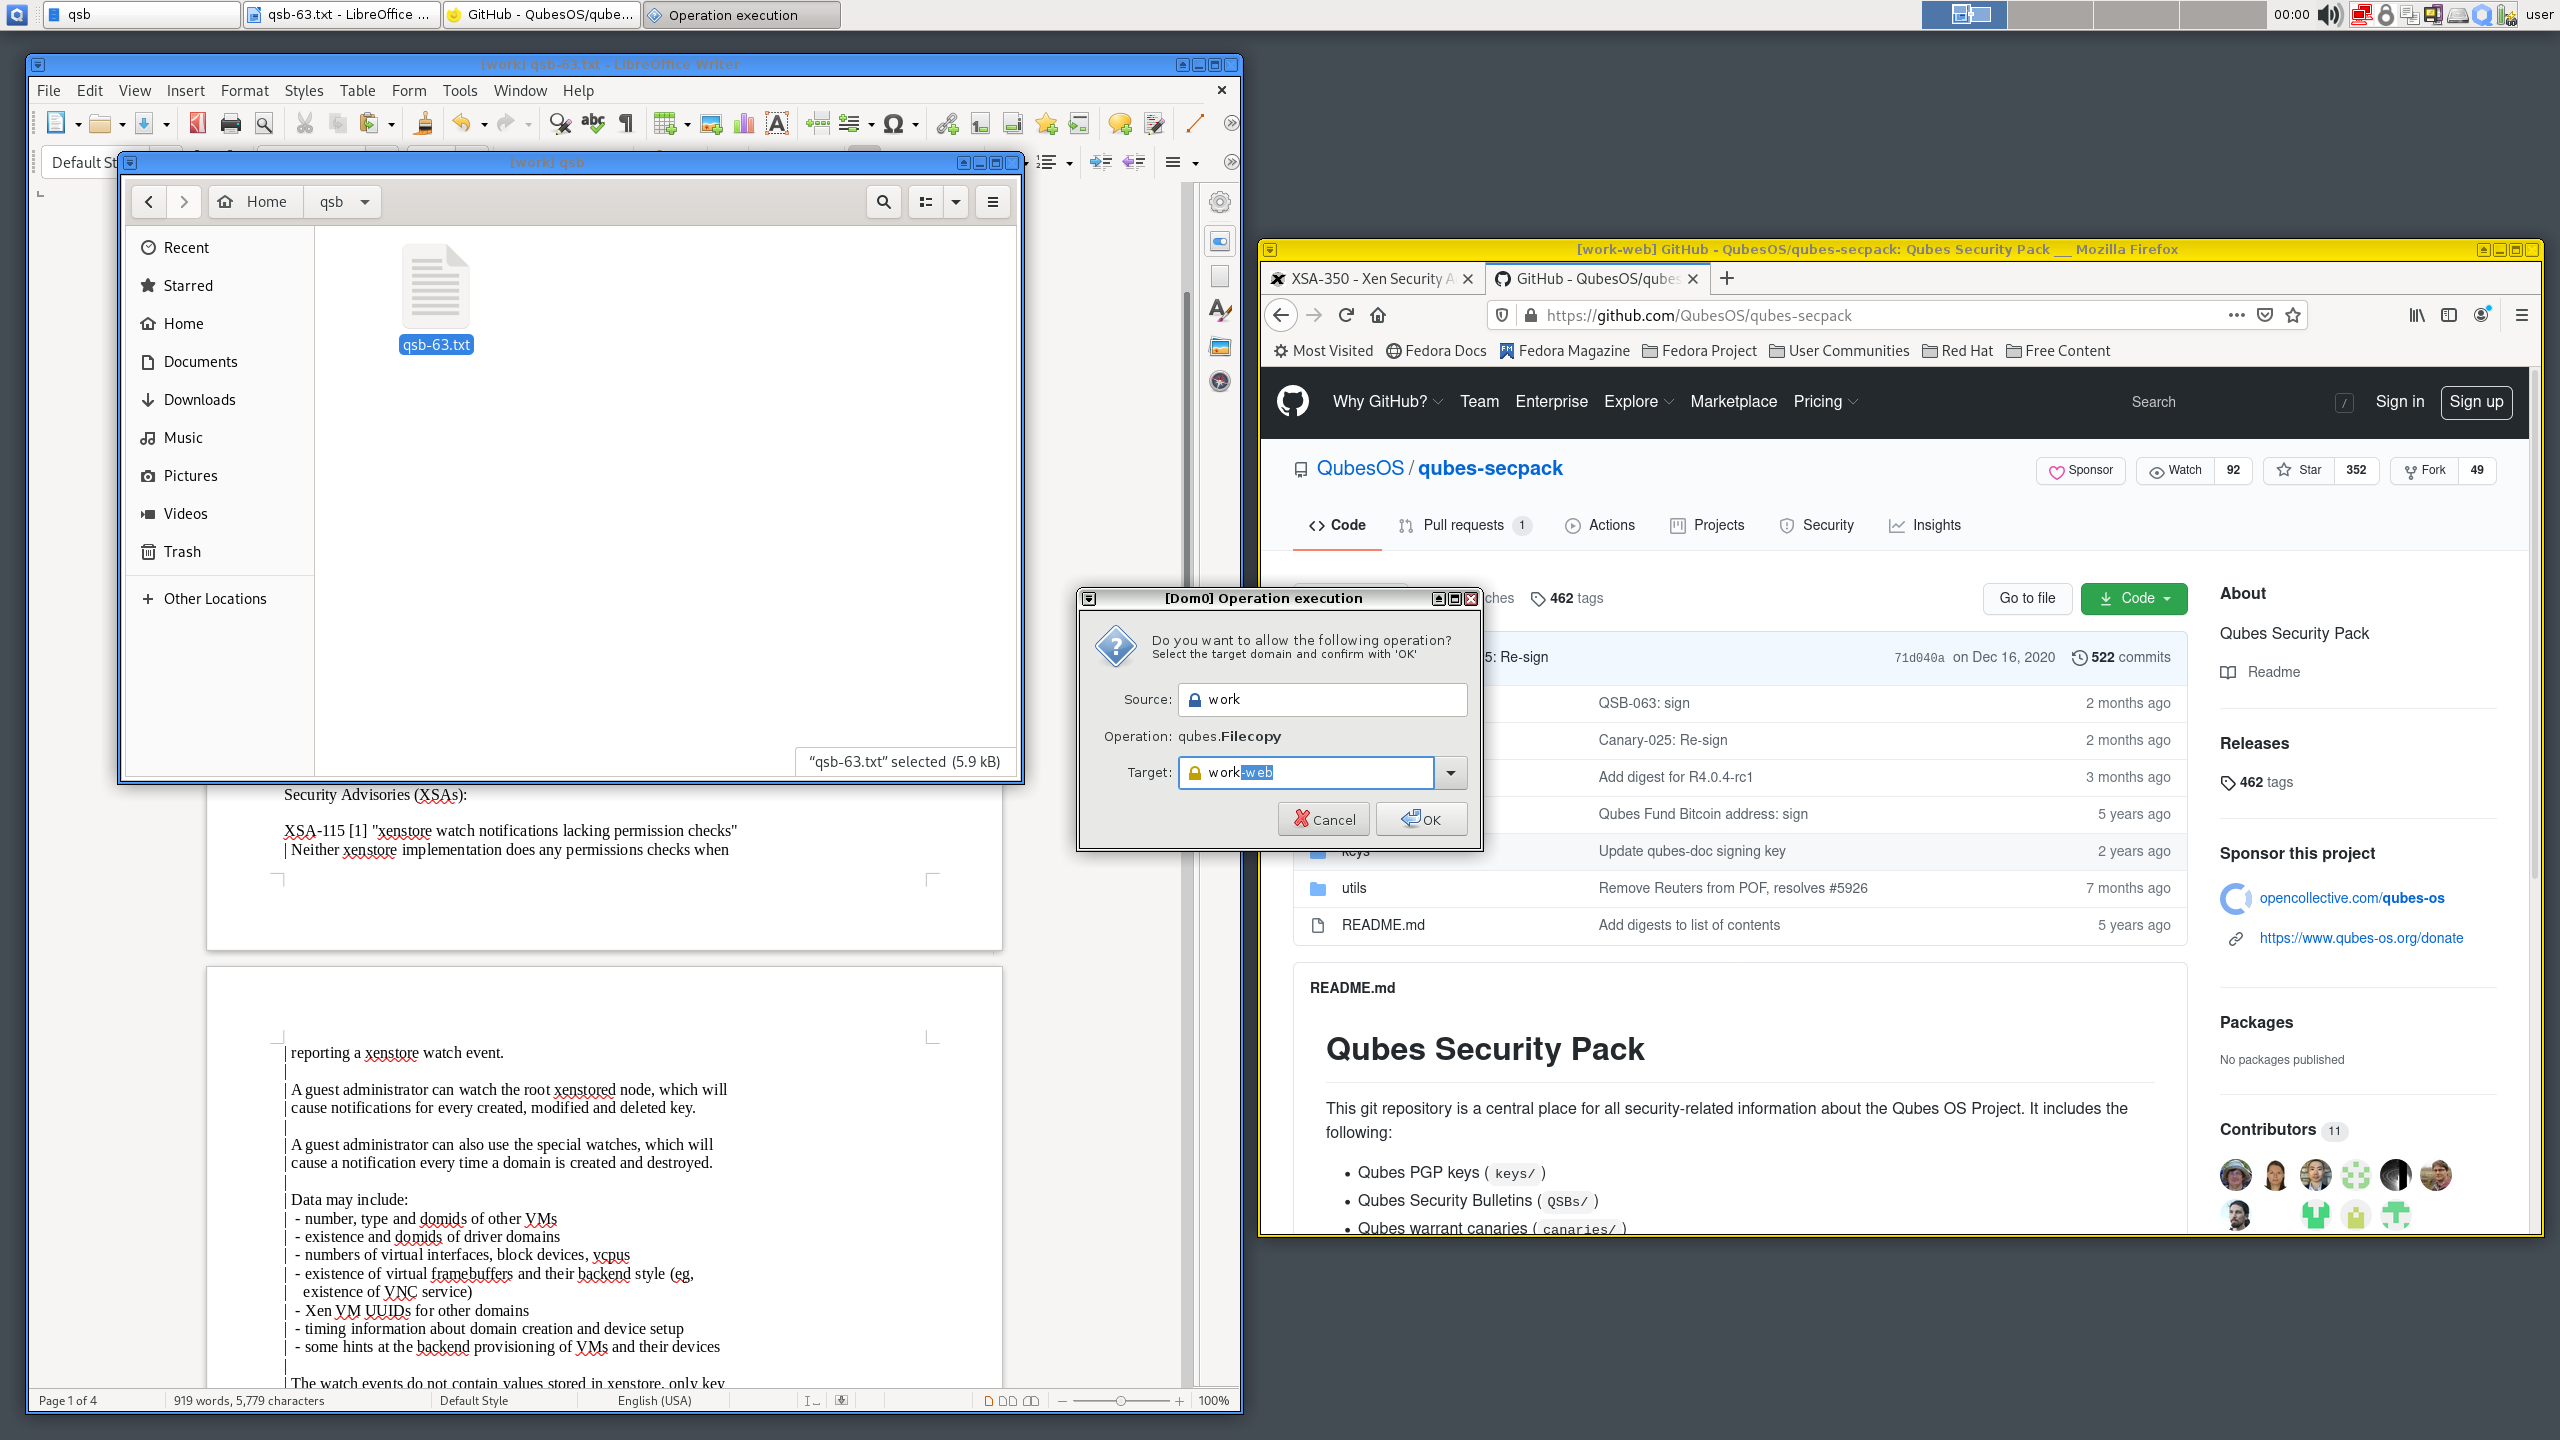 qsb
qsb-63.txt - LibreOffice ...
GitHub - QubesOS/qube...
Operation execution
00:00
user
[work] qsb-63.txt - LibreOffice Writer
File Edit View Insert Format Styles Table Form Tools Window Help
Default St
[work] qsb
Home
qsb
Recent
Starred
Home
Documents
Downloads
Music
Pictures
Videos
Trash
Other Locations
qsb-63.txt
“qsb-63.txt” selected (5.9 kB)
Security Advisories (XSAs):
XSA-115 [1] "xenstore watch notifications lacking permission checks"
| Neither xenstore implementation does any permissions checks when
| reporting a xenstore watch event.
|
| A guest administrator can watch the root xenstored node, which will
| cause notifications for every created, modified and deleted key.
|
| A guest administrator can also use the special watches, which will
| cause a notification every time a domain is created and destroyed.
|
| Data may include:
| - number, type and domids of other VMs
| - existence and domids of driver domains
| - numbers of virtual interfaces, block devices, vcpus
| - existence of virtual framebuffers and their backend style (eg,
| existence of VNC service)
| - Xen VM UUIDs for other domains
| - timing information about domain creation and device setup
| - some hints at the backend provisioning of VMs and their devices
|
| The watch events do not contain values stored in xenstore, only key
Page 1 of 4
919 words, 5,779 characters
Default Style
English (USA)
100%
[Dom0] Operation execution
Do you want to allow the following operation?
Select the target domain and confirm with 'OK'
Source: work
Operation: qubes.Filecopy
Target: work-web
Cancel
OK
[work-web] GitHub - QubesOS/qubes-secpack: Qubes Security Pack __ Mozilla Firefox
XSA-350 - Xen Security A
GitHub - QubesOS/qubes
https://github.com/QubesOS/qubes-secpack
Most Visited Fedora Docs Fedora Magazine Fedora Project User Communities Red Hat Free Content
Why GitHub? Team Enterprise Explore Marketplace Pricing
Search /
Sign in
Sign up
QubesOS / qubes-secpack
Sponsor
Watch 92
Star 352
Fork 49
Code
Pull requests 1
Actions
Projects
Security
Insights
ches
462 tags
Go to file
Code
5: Re-sign
71d040a on Dec 16, 2020
522 commits
QSB-063: sign 2 months ago
Canary-025: Re-sign 2 months ago
Add digest for R4.0.4-rc1 3 months ago
Qubes Fund Bitcoin address: sign 5 years ago
keys Update qubes-doc signing key 2 years ago
utils Remove Reuters from POF, resolves #5926 7 months ago
README.md Add digests to list of contents 5 years ago
README.md
Qubes Security Pack
This git repository is a central place for all security-related information about the Qubes OS Project. It includes the
following:
• Qubes PGP keys ( keys/ )
• Qubes Security Bulletins ( QSBs/ )
• Qubes warrant canaries ( canaries/ )
About
Qubes Security Pack
Readme
Releases
462 tags
Sponsor this project
opencollective.com/qubes-os
https://www.qubes-os.org/donate
Packages
No packages published
Contributors 11